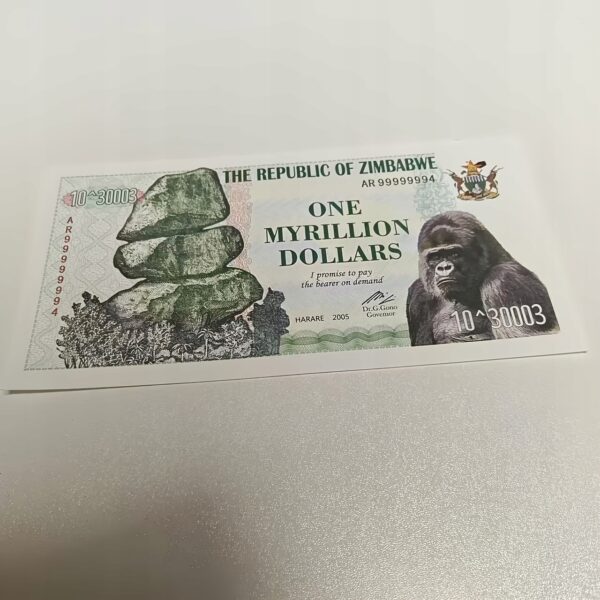 10^30003
THE REPUBLIC OF ZIMBABWE
AR 99999994
AR99999994
ONE
MYRILLION
DOLLARS
I promise to pay
the bearer on demand
Dr.G.Gono
Governor
HARARE 2005
10^30003